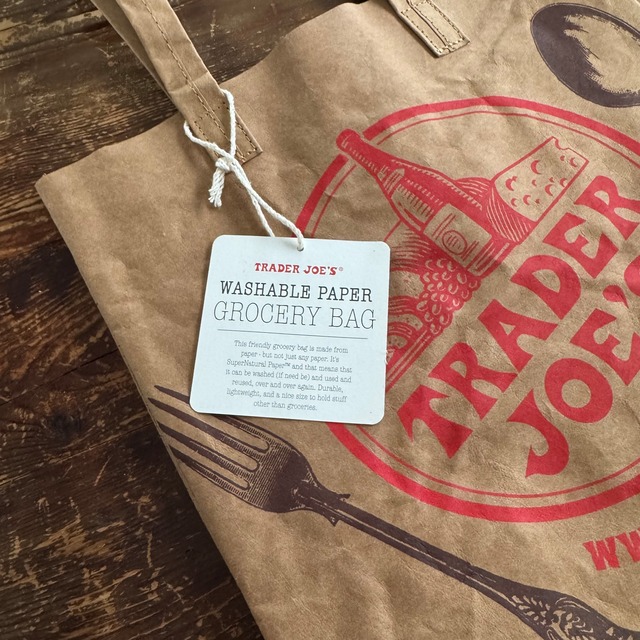 TRADER JOE'S®
WASHABLE PAPER
GROCERY BAG
This friendly grocery bag is made from
paper - but not just any paper. It's
SuperNatural Paper™ and that means that
it can be washed (if need be) and used and
reused, over and over again. Durable,
lightweight, and a nice size to hold stuff
other than groceries.
TRADER
JOE'S
WWW